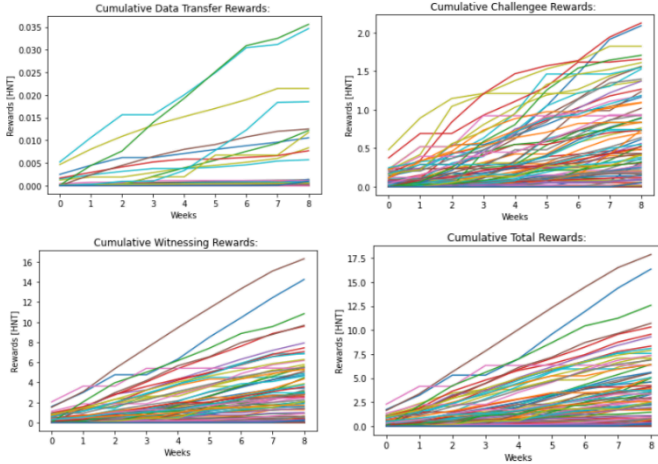 Cumulative Data Transfer Rewards:
0.035
0.030
0.025
0.020
0.015
0.010
0.005
0.000
Rewards [HNT]
0 1 2 3 4 5 6 7 8
Weeks
Cumulative Challengee Rewards:
2.0
1.5
1.0
0.5
0.0
Rewards [HNT]
0 1 2 3 4 5 6 7 8
Weeks
Cumulative Witnessing Rewards:
16
14
12
10
8
6
4
2
0
Rewards [HNT]
0 1 2 3 4 5 6 7 8
Weeks
Cumulative Total Rewards:
17.5
15.0
12.5
10.0
7.5
5.0
2.5
0.0
Rewards [HNT]
0 1 2 3 4 5 6 7 8
Weeks